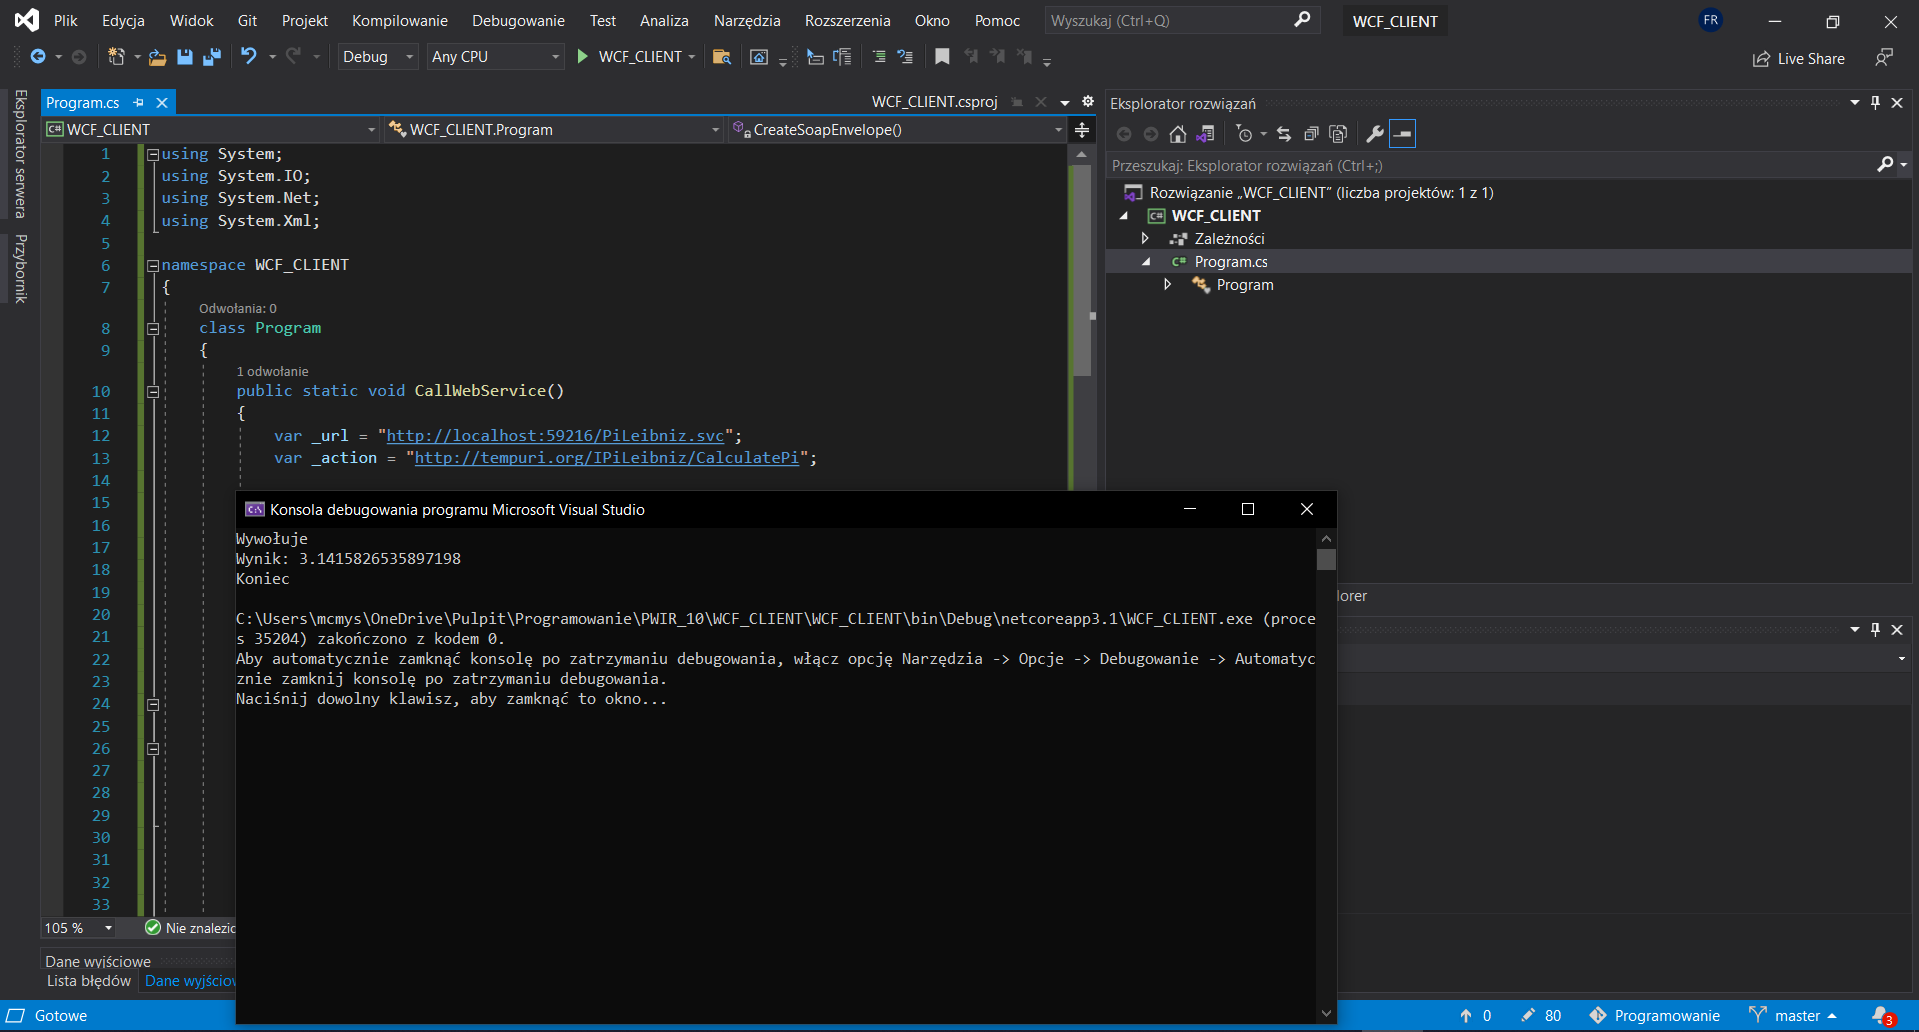 Plik Edycja Widok Git Projekt Kompilowanie Debugowanie Test Analiza Narzędzia Rozszerzenia Okno Pomoc Wyszukaj (Ctrl+Q) WCF_CLIENT FR
Debug Any CPU WCF_CLIENT Live Share
Eksplorator serwera
Przybornik
Program.cs WCF_CLIENT.csproj
WCF_CLIENT WCF_CLIENT.Program CreateSoapEnvelope()
1 using System;
2 using System.IO;
3 using System.Net;
4 using System.Xml;
5
6 namespace WCF_CLIENT
7 {
Odwołania: 0
8 class Program
9 {
1 odwołanie
10 public static void CallWebService()
11 {
12 var _url = "http://localhost:59216/PiLeibniz.svc";
13 var _action = "http://tempuri.org/IPiLeibniz/CalculatePi";
14
15
16
17
18
19
20
21
22
23
24
25
26
27
28
29
30
31
32
33
105 % Nie znalezio
Dane wyjściowe
Lista błędów Dane wyjściow
Eksplorator rozwiązań
Przeszukaj: Eksplorator rozwiązań (Ctrl+;)
Rozwiązanie „WCF_CLIENT” (liczba projektów: 1 z 1)
C# WCF_CLIENT
Zależności
C# Program.cs
Program
lorer
C:\ Konsola debugowania programu Microsoft Visual Studio
Wywołuje
Wynik: 3.1415826535897198
Koniec
C:\Users\mcmys\OneDrive\Pulpit\Programowanie\PWIR_10\WCF_CLIENT\WCF_CLIENT\bin\Debug\netcoreapp3.1\WCF_CLIENT.exe (proce
s 35204) zakończono z kodem 0.
Aby automatycznie zamknąć konsolę po zatrzymaniu debugowania, włącz opcję Narzędzia -> Opcje -> Debugowanie -> Automatyc
znie zamknij konsolę po zatrzymaniu debugowania.
Naciśnij dowolny klawisz, aby zamknąć to okno...
Gotowe 0 80 Programowanie master 3